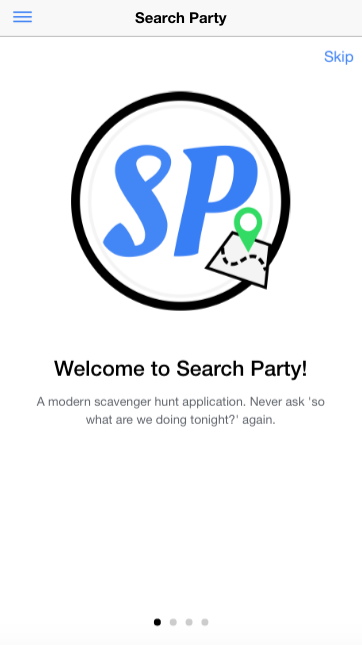 Search Party
Skip
SP
Welcome to Search Party!
A modern scavenger hunt application. Never ask 'so
what are we doing tonight?' again.